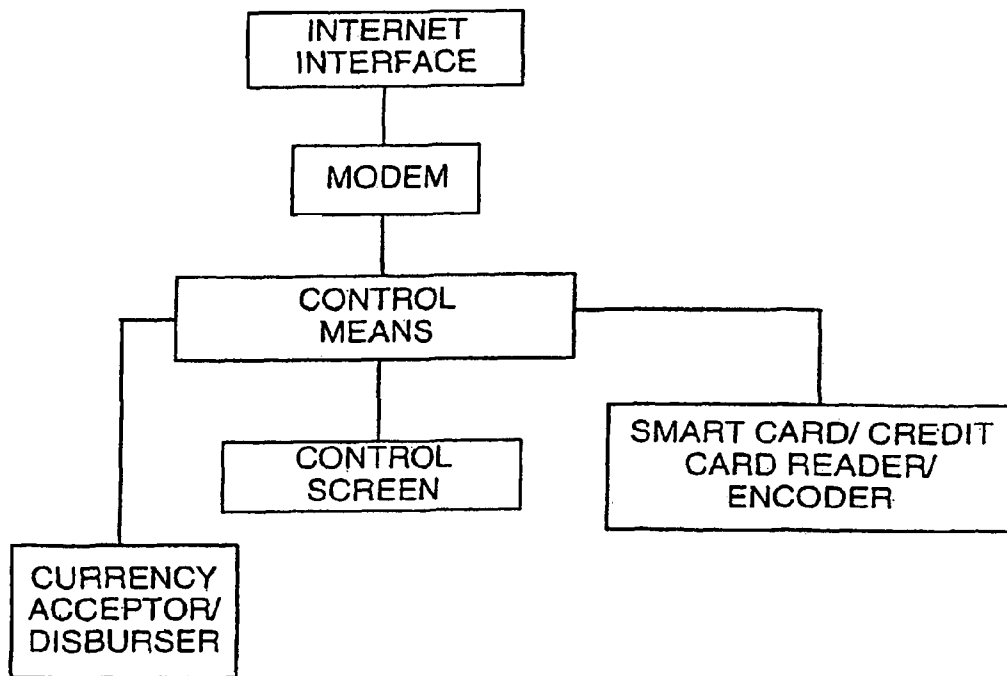 INTERNET
INTERFACE
MODEM
CONTROL
MEANS
CONTROL
SCREEN
SMART CARD/ CREDIT
CARD READER/
ENCODER
CURRENCY
ACCEPTOR/
DISBURSER